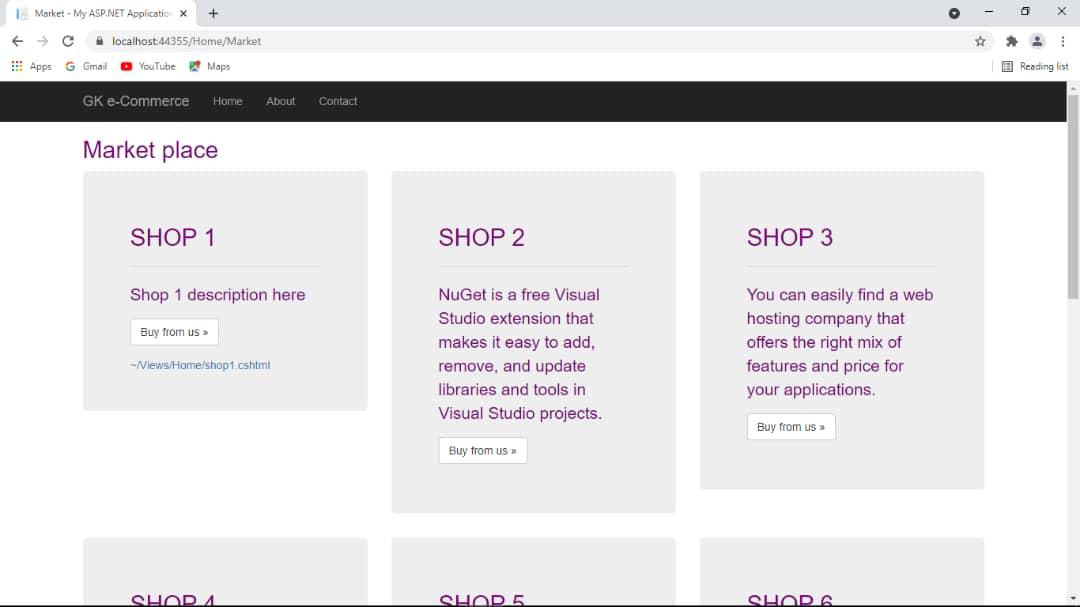 Market - My ASP.NET Application
localhost:44355/Home/Market
Apps Gmail YouTube Maps Reading list
GK e-Commerce Home About Contact
Market place
SHOP 1
Shop 1 description here
Buy from us »
~/Views/Home/shop1.cshtml
SHOP 2
NuGet is a free Visual
Studio extension that
makes it easy to add,
remove, and update
libraries and tools in
Visual Studio projects.
Buy from us »
SHOP 3
You can easily find a web
hosting company that
offers the right mix of
features and price for
your applications.
Buy from us »
SHOP 4
SHOP 5
SHOP 6